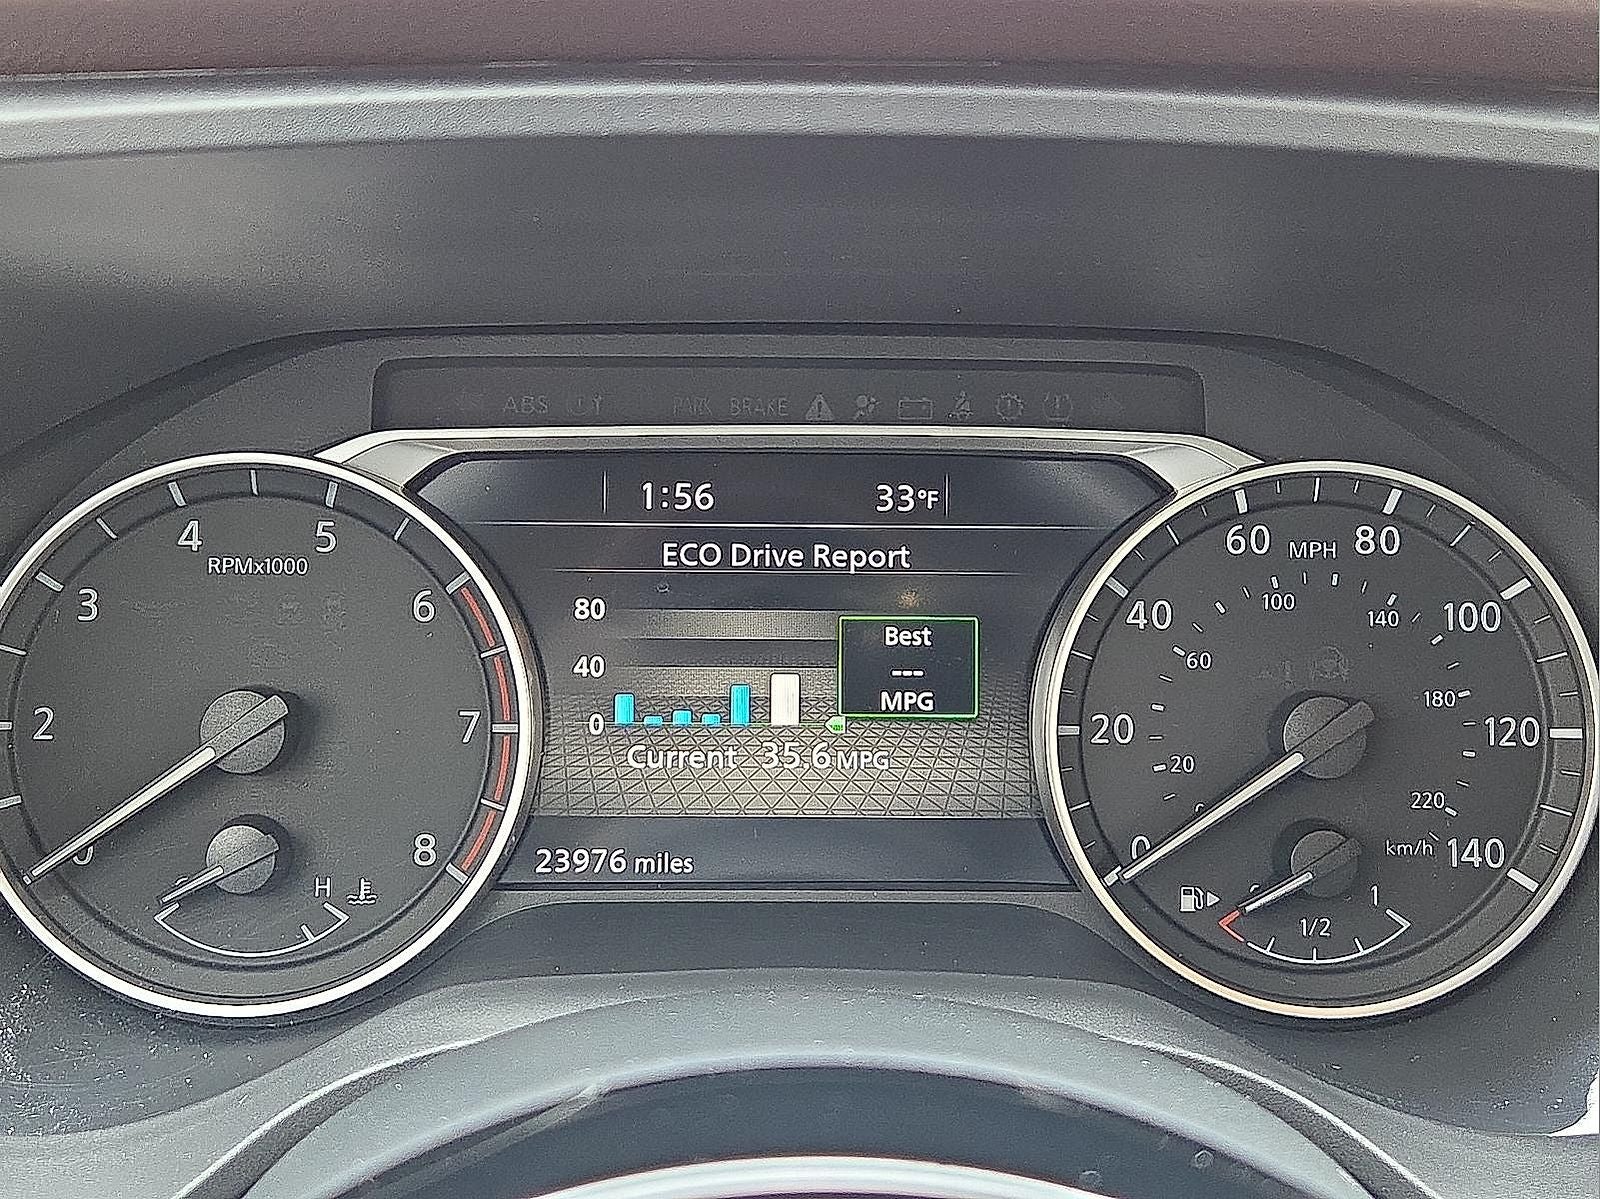 ABS
PARK BRAKE
1:56 33°F
ECO Drive Report
80
40
0
Best
---
MPG
Current 35.6 MPG
23976 miles
RPMx1000
0
2
3
4
5
6
7
8
H
MPH
0
20
40
60
80
100
120
140
20
60
100
140
180
220
km/h
1/2
1